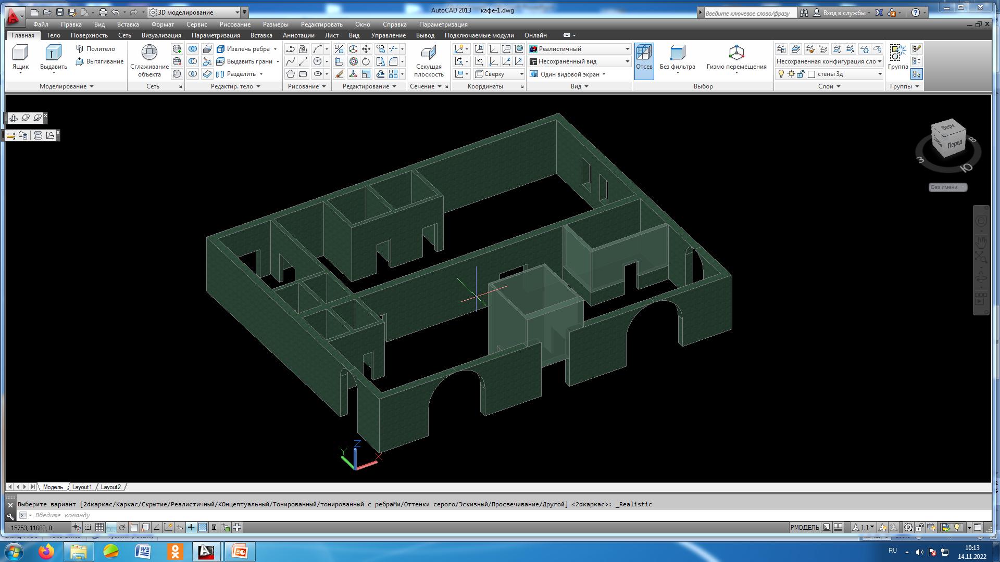 3D моделирование
AutoCAD 2013 кафе-1.dwg
Введите ключевое слово/фразу
Вход в службы
Файл Правка Вид Вставка Формат Сервис Рисование Размеры Редактировать Окно Справка Параметризация
Главная Тело Поверхность Сеть Визуализация Параметризация Вставка Аннотации Лист Вид Управление Вывод Подключаемые модули Онлайн
Ящик
Выдавить
Политело
Вытягивание
Моделирование
Сглаживание объекта
Сеть
Извлечь ребра
Выдавить грани
Разделить
Редактир. тело
Рисование
Редактирование
Секущая плоскость
Сечение
Сверху
Координаты
Реалистичный
Несохраненный вид
Один видовой экран
Вид
Отсев
Без фильтра
Гизмо перемещения
Выбор
Несохраненная конфигурация сло
стены 3д
Слои
Группа
Группы
Верх
Перед
В
З
Ю
Без имени
Z
Y
X
Модель Layout1 Layout2
Выберите вариант [2dкаркас/Каркас/Скрытие/Реалистичный/КОнцептуальный/Тонированный/тонированный с ребраМи/Оттенки серого/Эскизный/Просвечивание/Другой] <2dкаркас>: _Realistic
Введите команду
15753, 11680, 0
РМОДЕЛЬ
1:1
RU
10:13
14.11.2022